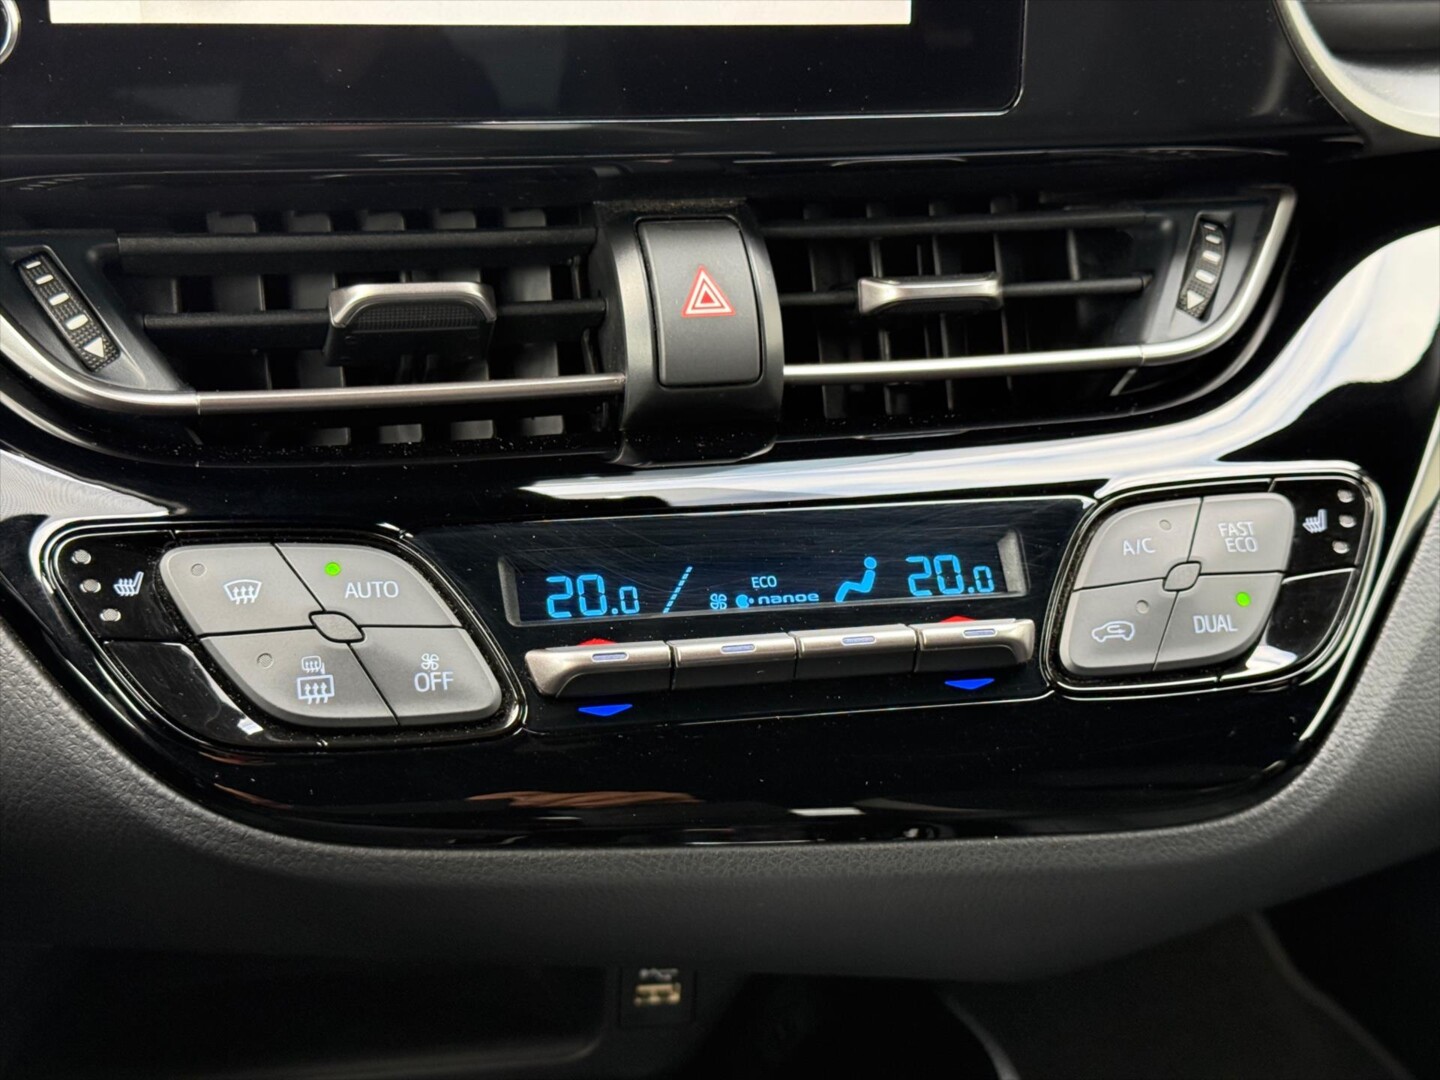 AUTO
OFF
20.0
ECO
nanoe
20.0
A/C
FAST
ECO
DUAL